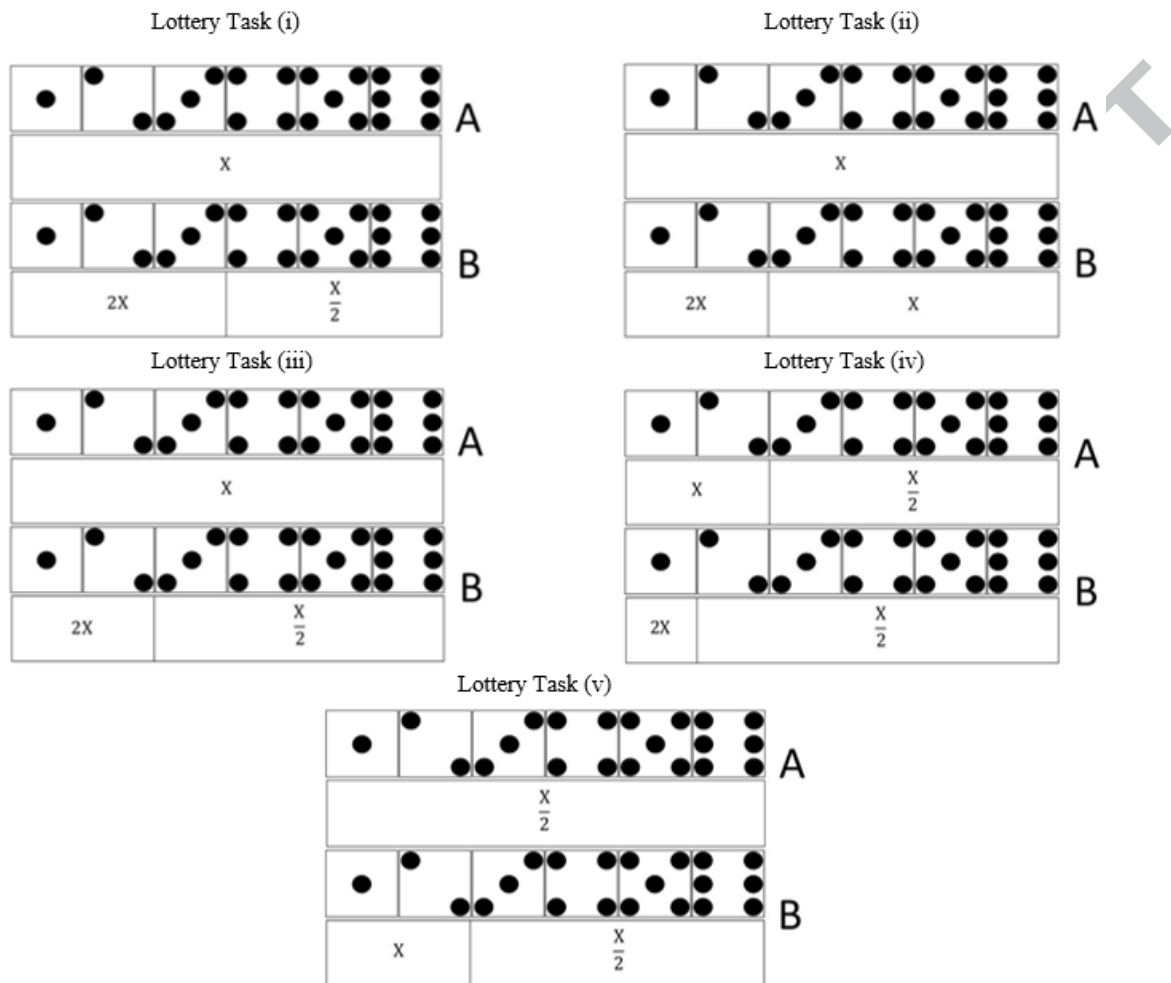 Lottery Task (i)
A
X
B
2X
X
2
Lottery Task (ii)
A
X
B
2X
X
Lottery Task (iii)
A
X
B
2X
X
2
Lottery Task (iv)
A
X
X
2
B
2X
X
2
Lottery Task (v)
A
X
2
B
X
X
2
T